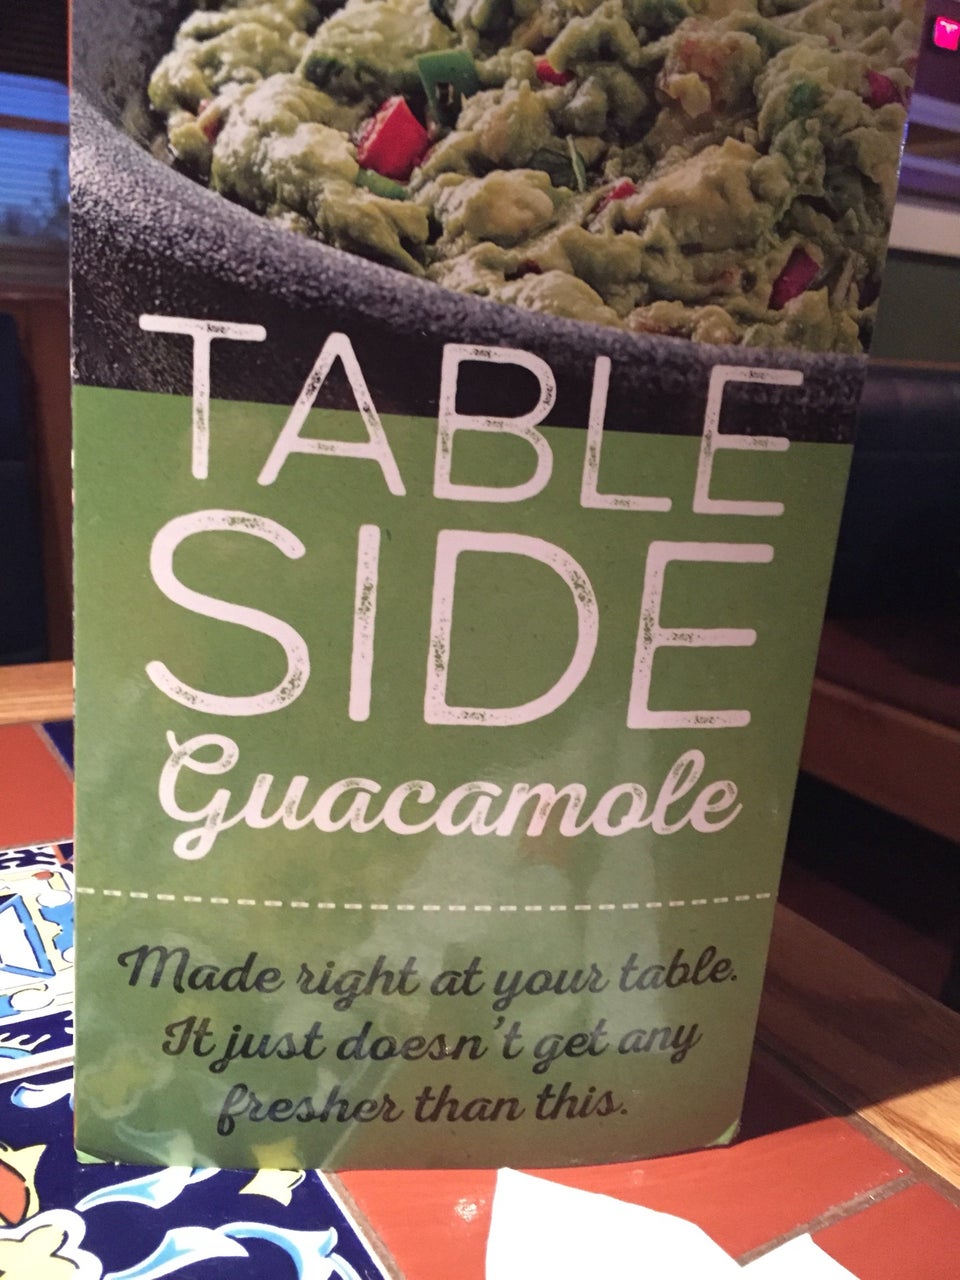 TABLE
SIDE
Guacamole
Made right at your table.
It just doesn't get any
fresher than this.